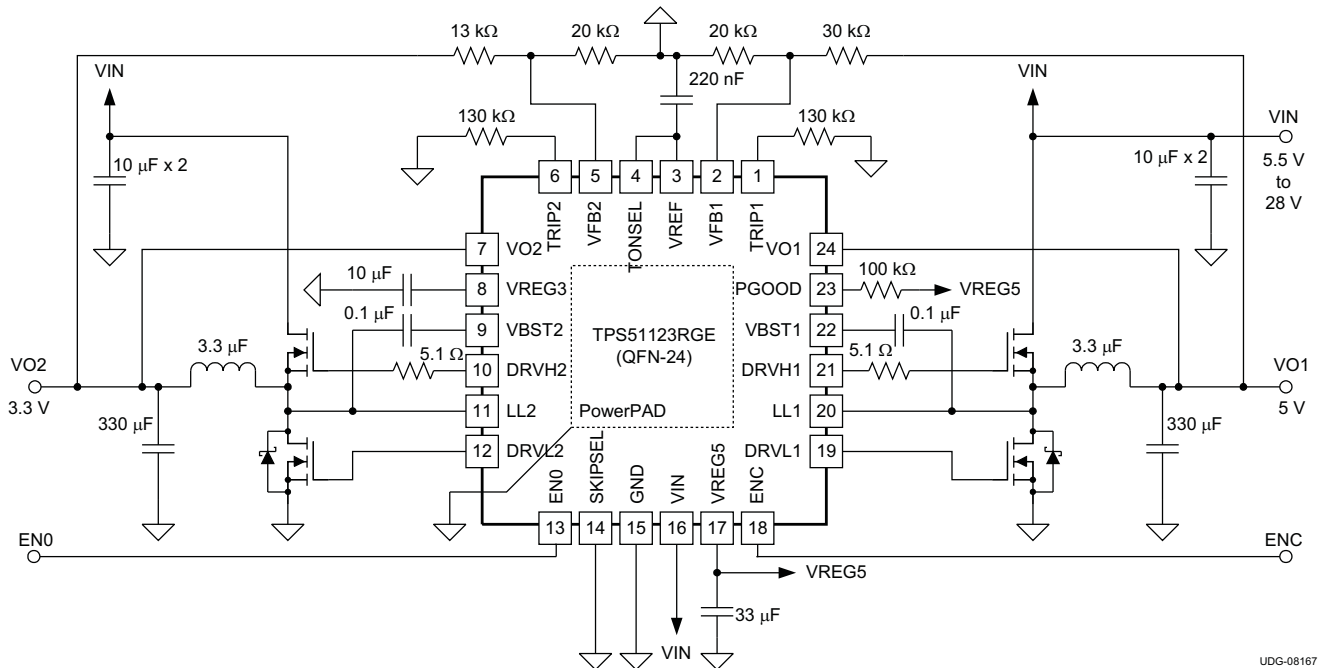 13 kΩ
20 kΩ
20 kΩ
30 kΩ
220 nF
VIN
VIN
VIN
5.5 V
to
28 V
10 μF x 2
10 μF x 2
130 kΩ
130 kΩ
6
5
4
3
2
1
TRIP2
VFB2
TONSEL
VREF
VFB1
TRIP1
7
VO2
VO1
24
10 μF
8
VREG3
PGOOD
23
100 kΩ
VREG5
0.1 μF
9
VBST2
TPS51123RGE
(QFN-24)
VBST1
22
0.1 μF
5.1 Ω
10
DRVH2
DRVH1
21
5.1 Ω
3.3 μF
3.3 μF
VO2
3.3 V
VO1
5 V
11
LL2
PowerPAD
LL1
20
330 μF
330 μF
12
DRVL2
DRVL1
19
EN0
SKIPSEL
GND
VIN
VREG5
ENC
13
14
15
16
17
18
EN0
ENC
VREG5
33 μF
VIN
UDG-08167